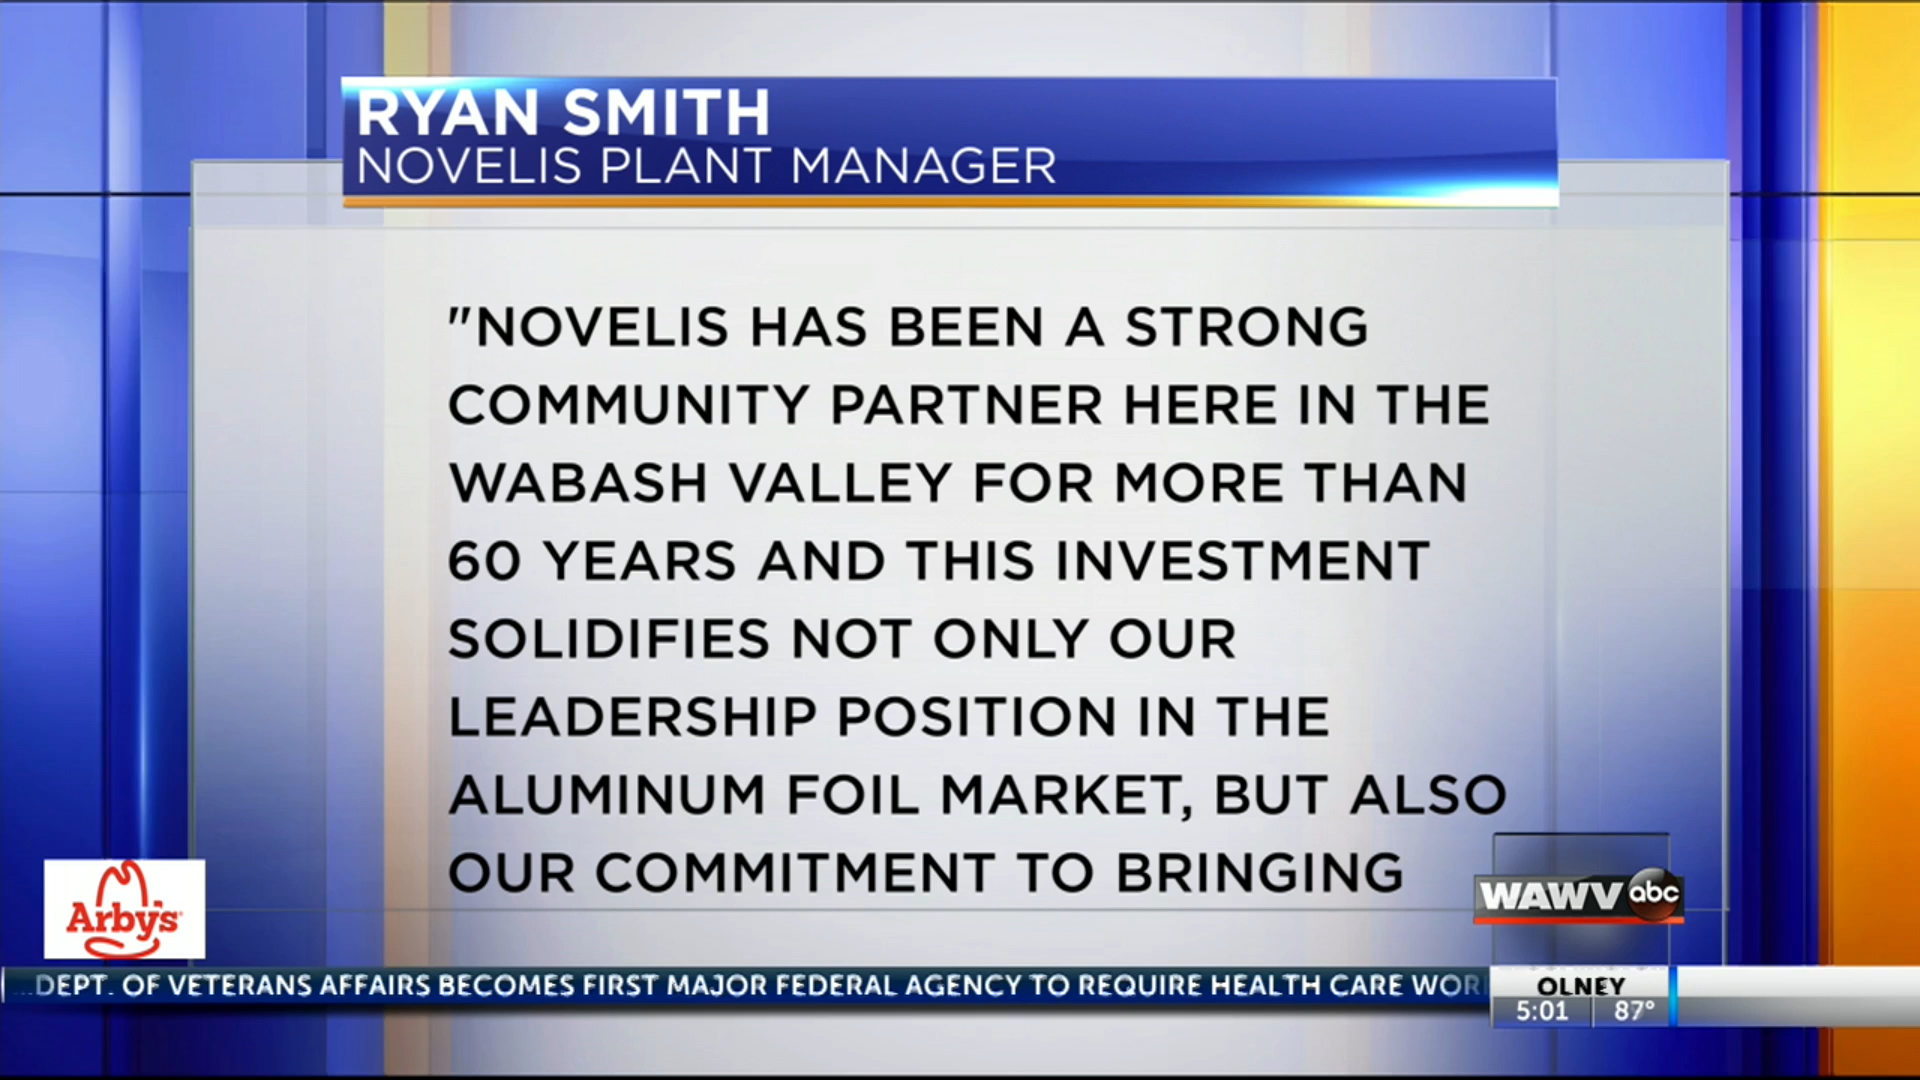 RYAN SMITH
NOVELIS PLANT MANAGER
"NOVELIS HAS BEEN A STRONG
COMMUNITY PARTNER HERE IN THE
WABASH VALLEY FOR MORE THAN
60 YEARS AND THIS INVESTMENT
SOLIDIFIES NOT ONLY OUR
LEADERSHIP POSITION IN THE
ALUMINUM FOIL MARKET, BUT ALSO
OUR COMMITMENT TO BRINGING
Arby's
WAWV abc
...DEPT. OF VETERANS AFFAIRS BECOMES FIRST MAJOR FEDERAL AGENCY TO REQUIRE HEALTH CARE WOR
OLNEY
5:01 87°